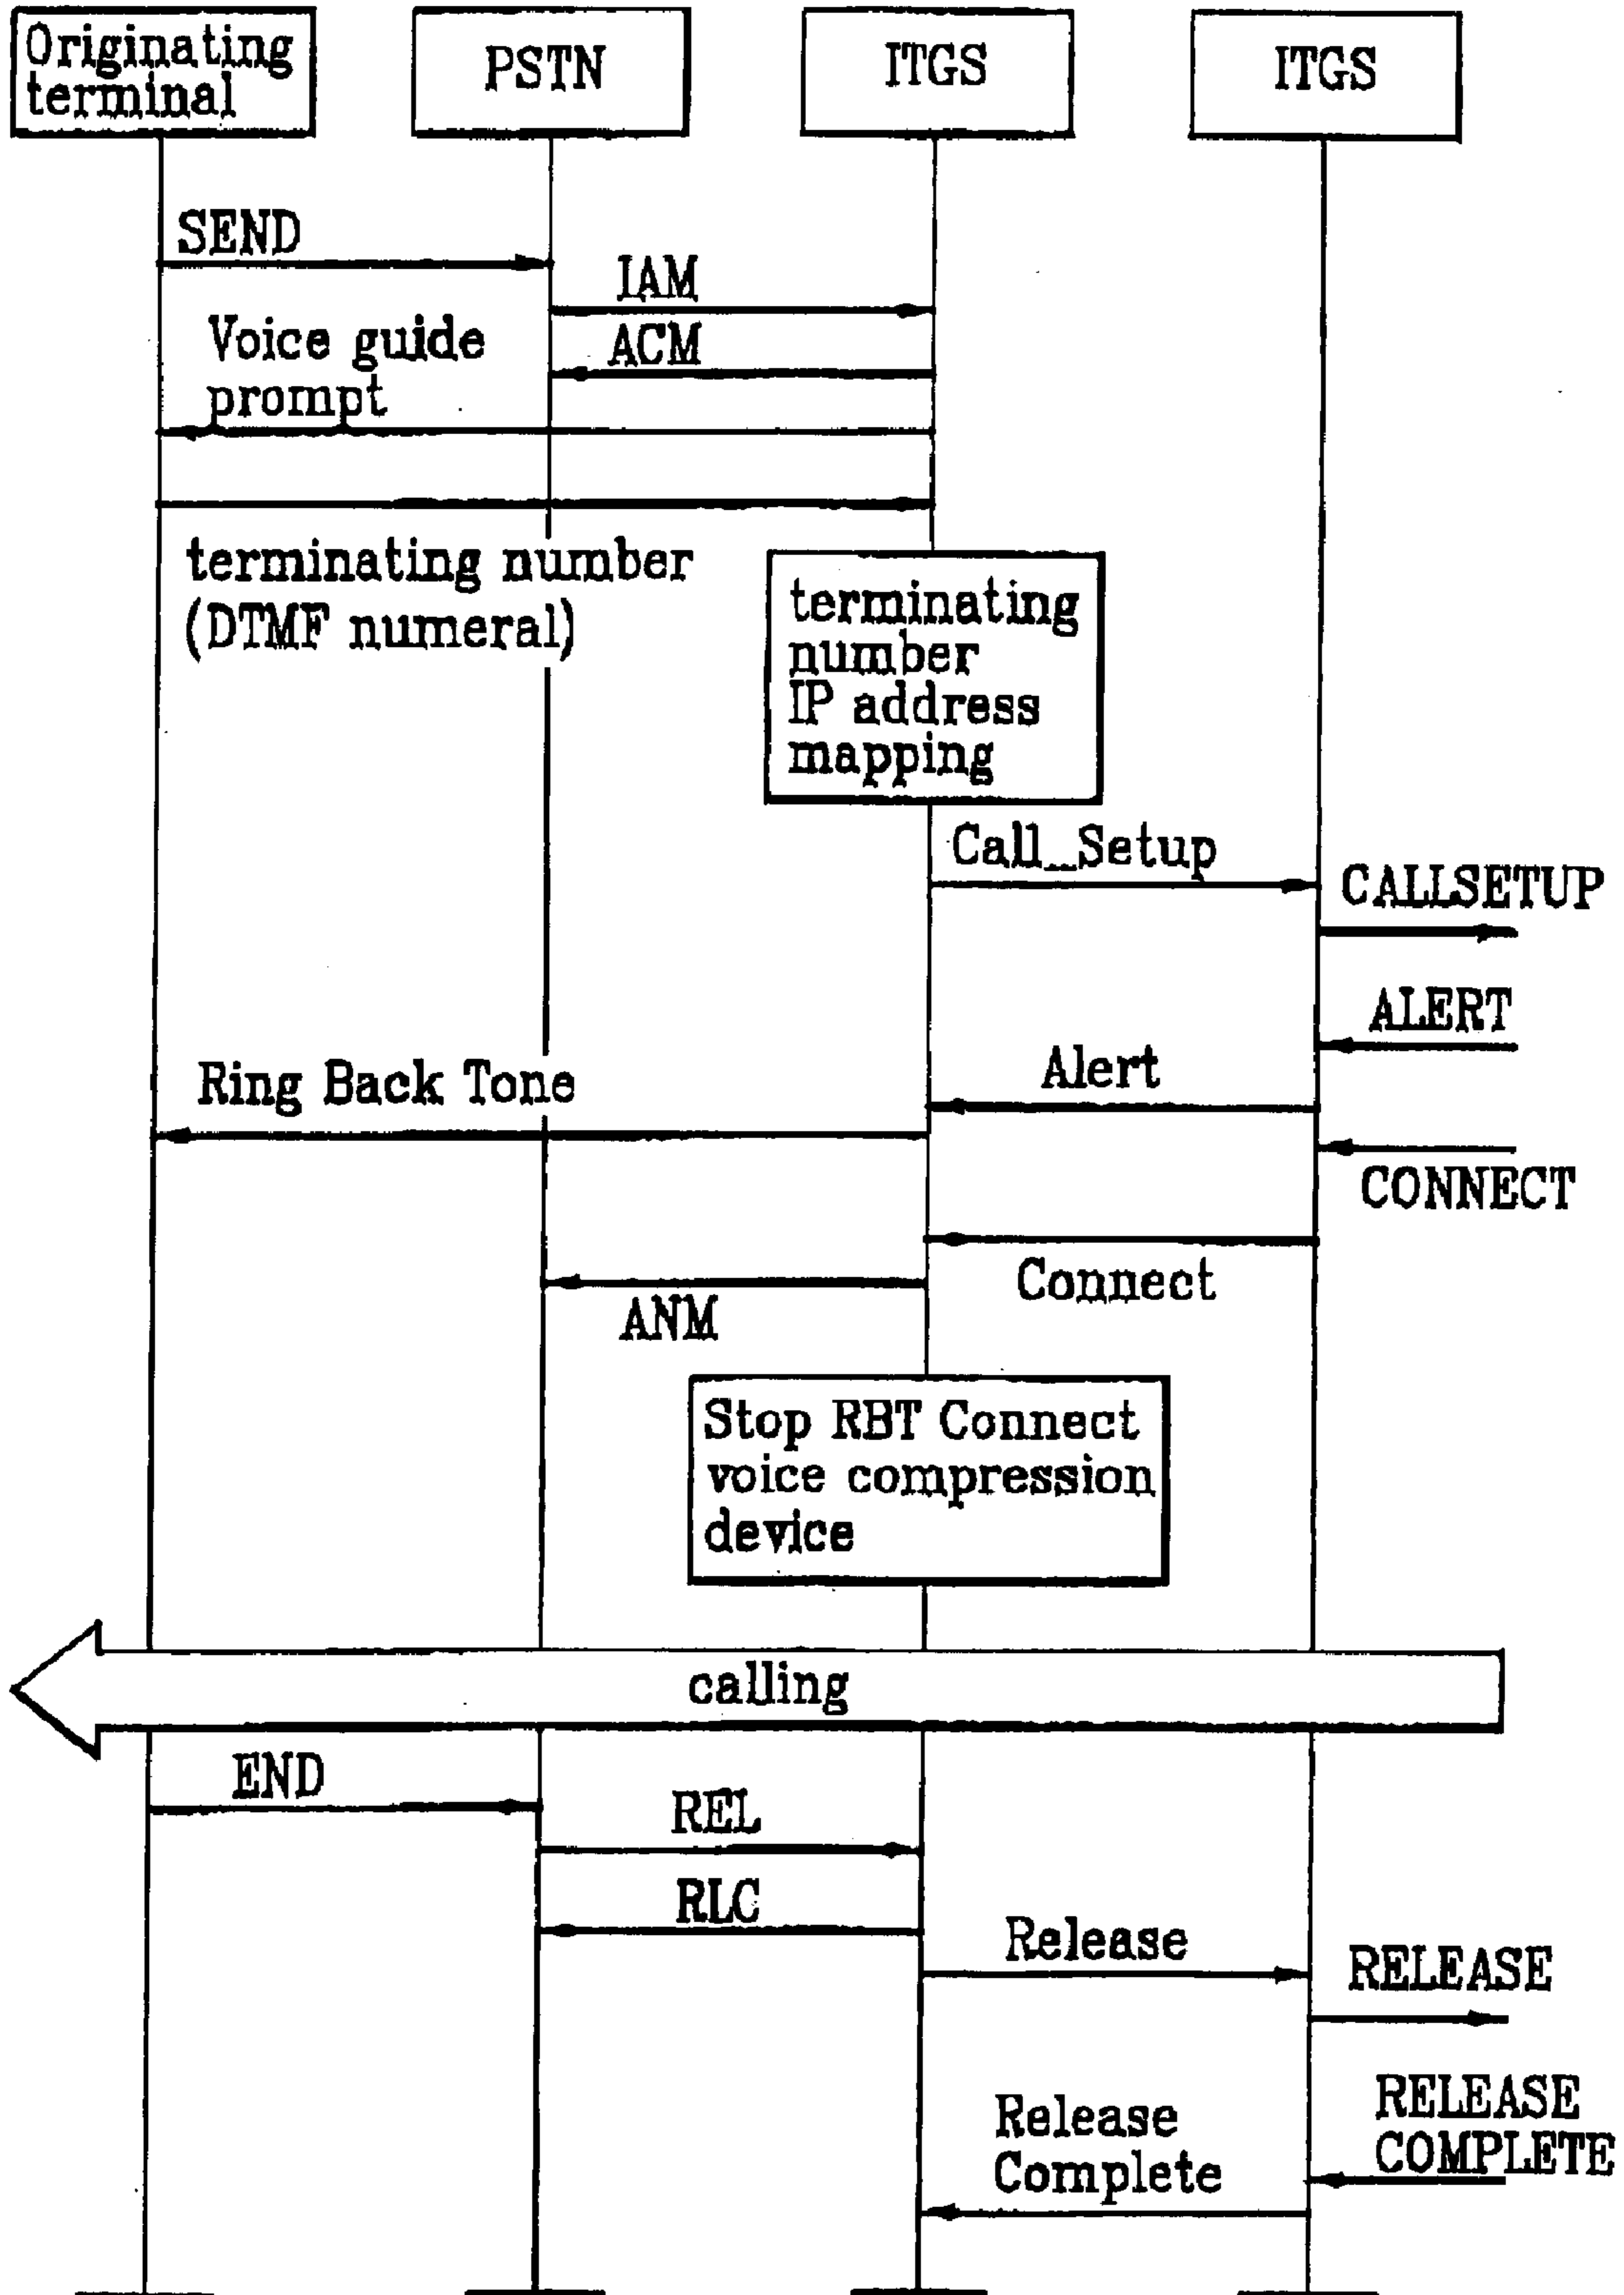 Originating
terminal
PSTN
ITGS
ITGS
SEND
IAM
Voice guide
prompt
ACM
terminating number
(DTMF numeral)
terminating
number
IP address
mapping
Call_Setup
CALLSETUP
ALERT
Alert
Ring Back Tone
CONNECT
Connect
ANM
Stop RBT Connect
voice compression
device
calling
END
REL
RLC
Release
RELEASE
RELEASE
COMPLETE
Release
Complete